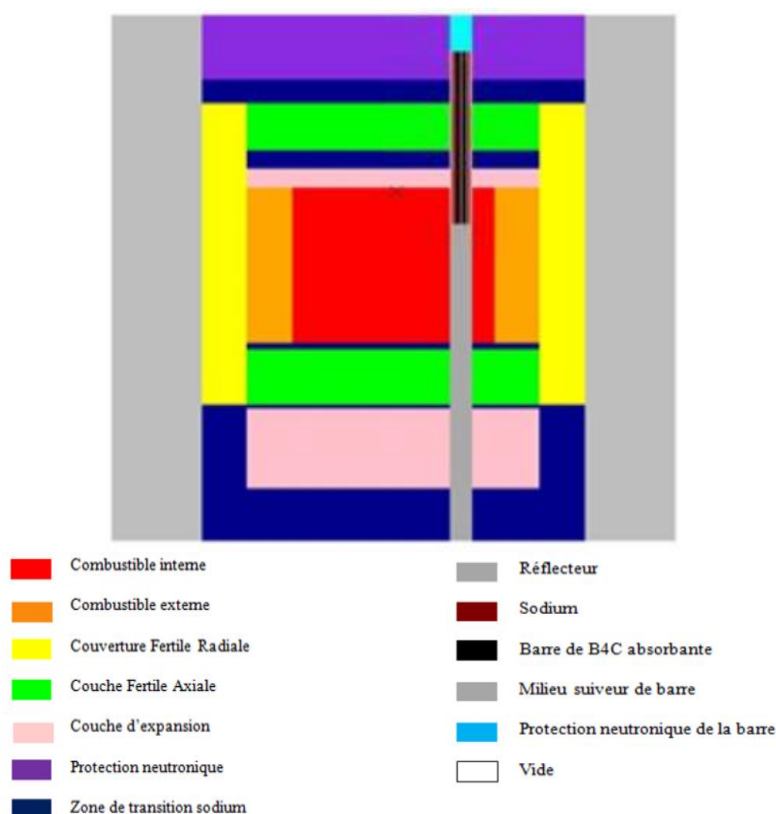 Combustible interne
Combustible externe
Couverture Fertile Radiale
Couche Fertile Axiale
Couche d'expansion
Protection neutronique
Zone de transition sodium
Réflecteur
Sodium
Barre de B4C absorbante
Milieu suiveur de barre
Protection neutronique de la barre
Vide